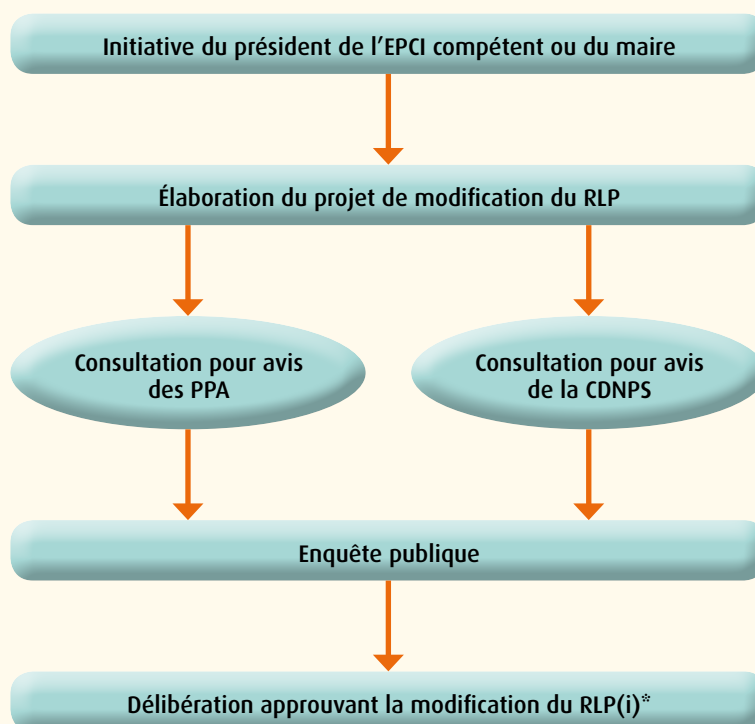 Initiative du président de l’EPCI compétent ou du maire
Élaboration du projet de modification du RLP
Consultation pour avis
des PPA
Consultation pour avis
de la CDNPS
Enquête publique
Délibération approuvant la modification du RLP(i)*